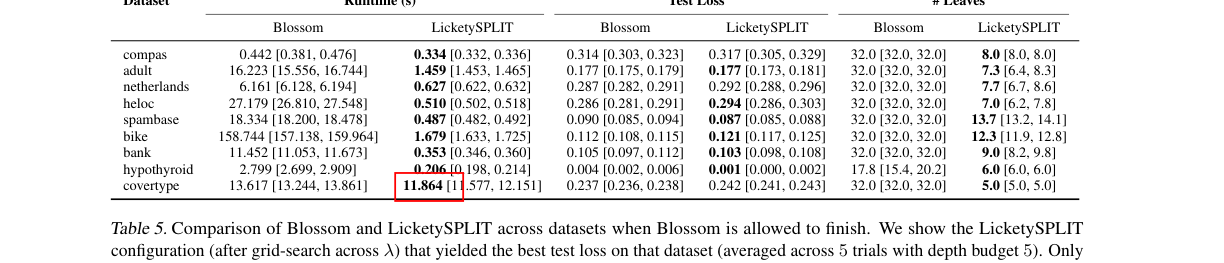 Dataset Runtime (s) Test Loss # Leaves
Blossom LicketySPLIT Blossom LicketySPLIT Blossom LicketySPLIT
compas 0.442 [0.381, 0.476] 0.334 [0.332, 0.336] 0.314 [0.303, 0.323] 0.317 [0.305, 0.329] 32.0 [32.0, 32.0] 8.0 [8.0, 8.0]
adult 16.223 [15.556, 16.744] 1.459 [1.453, 1.465] 0.177 [0.175, 0.179] 0.177 [0.173, 0.181] 32.0 [32.0, 32.0] 7.3 [6.4, 8.3]
netherlands 6.161 [6.128, 6.194] 0.627 [0.622, 0.632] 0.287 [0.282, 0.291] 0.292 [0.288, 0.296] 32.0 [32.0, 32.0] 7.7 [6.7, 8.6]
heloc 27.179 [26.810, 27.548] 0.510 [0.502, 0.518] 0.286 [0.281, 0.291] 0.294 [0.286, 0.303] 32.0 [32.0, 32.0] 7.0 [6.2, 7.8]
spambase 18.334 [18.200, 18.478] 0.487 [0.482, 0.492] 0.090 [0.085, 0.094] 0.087 [0.085, 0.088] 32.0 [32.0, 32.0] 13.7 [13.2, 14.1]
bike 158.744 [157.138, 159.964] 1.679 [1.633, 1.725] 0.112 [0.108, 0.115] 0.121 [0.117, 0.125] 32.0 [32.0, 32.0] 12.3 [11.9, 12.8]
bank 11.452 [11.053, 11.673] 0.353 [0.346, 0.360] 0.105 [0.097, 0.112] 0.103 [0.098, 0.108] 32.0 [32.0, 32.0] 9.0 [8.2, 9.8]
hypothyroid 2.799 [2.699, 2.909] 0.206 [0.198, 0.214] 0.004 [0.002, 0.006] 0.001 [0.000, 0.002] 17.8 [15.4, 20.2] 6.0 [6.0, 6.0]
covertype 13.617 [13.244, 13.861] 11.864 [11.577, 12.151] 0.237 [0.236, 0.238] 0.242 [0.241, 0.243] 32.0 [32.0, 32.0] 5.0 [5.0, 5.0]
Table 5. Comparison of Blossom and LicketySPLIT across datasets when Blossom is allowed to finish. We show the LicketySPLIT
configuration (after grid-search across λ) that yielded the best test loss on that dataset (averaged across 5 trials with depth budget 5). Only